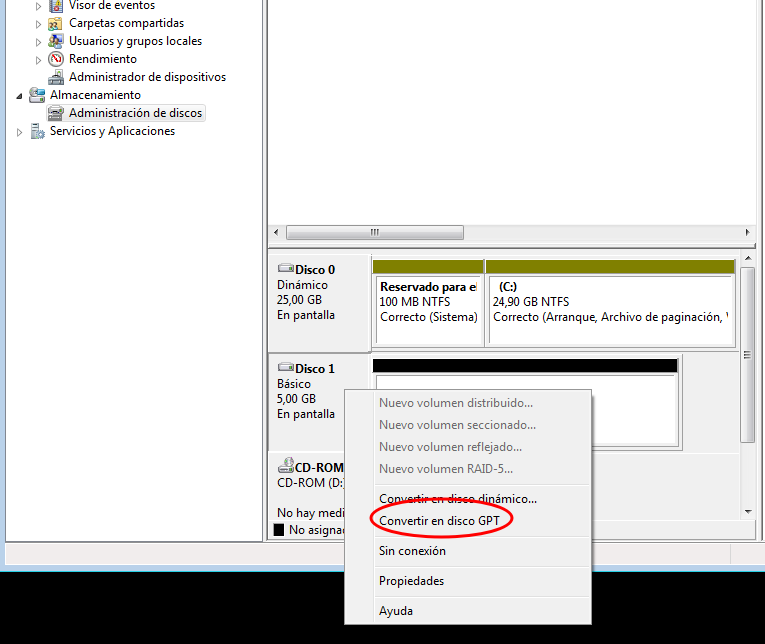 Visor de eventos
Carpetas compartidas
Usuarios y grupos locales
Rendimiento
Administrador de dispositivos
Almacenamiento
Administración de discos
Servicios y Aplicaciones
Disco 0
Dinámico
25,00 GB
En pantalla
Reservado para el
100 MB NTFS
Correcto (Sistema)
(C:)
24,90 GB NTFS
Correcto (Arranque, Archivo de paginación,
Disco 1
Básico
5,00 GB
En pantalla
CD-ROM
CD-ROM (D:)
No hay medi
No asigna
Nuevo volumen distribuido...
Nuevo volumen seccionado...
Nuevo volumen reflejado...
Nuevo volumen RAID-5...
Convertir en disco dinámico...
Convertir en disco GPT
Sin conexión
Propiedades
Ayuda